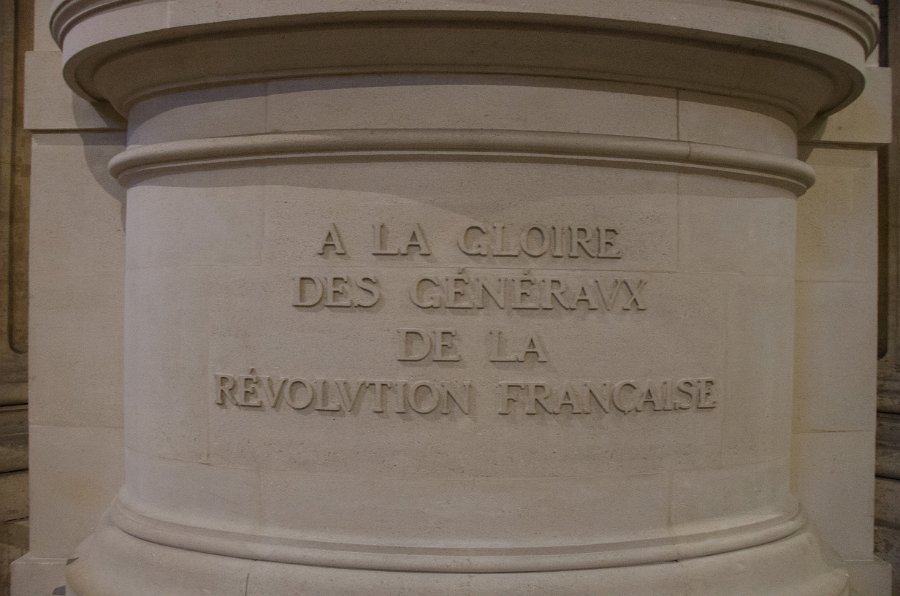 A LA GLOIRE
DES GÉNÉRAVX
DE LA
RÉVOLVTION FRANÇAISE